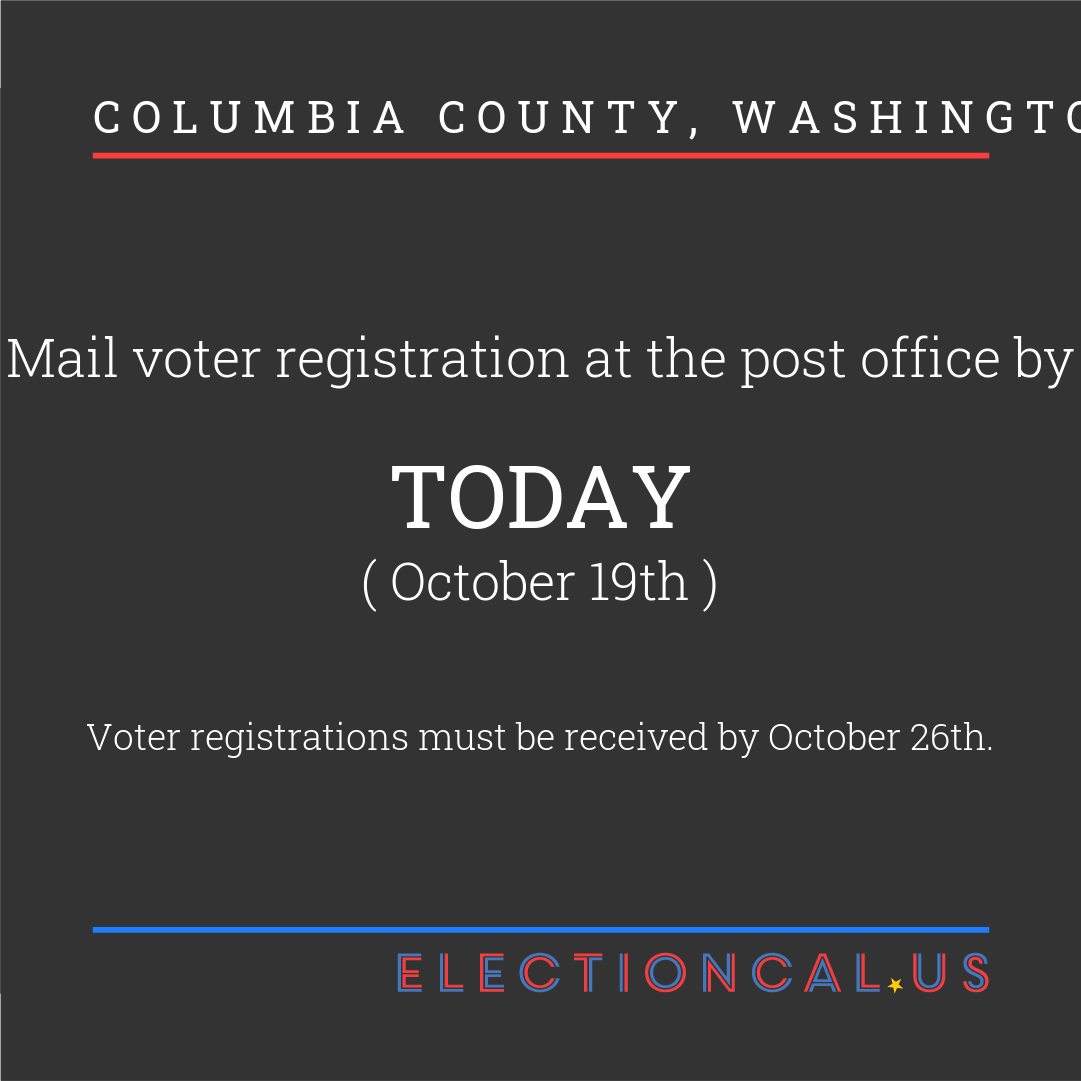 COLUMBIA COUNTY, WASHINGTO
Mail voter registration at the post office by
TODAY
( October 19th )
Voter registrations must be received by October 26th.
ELECTIONCAL.US